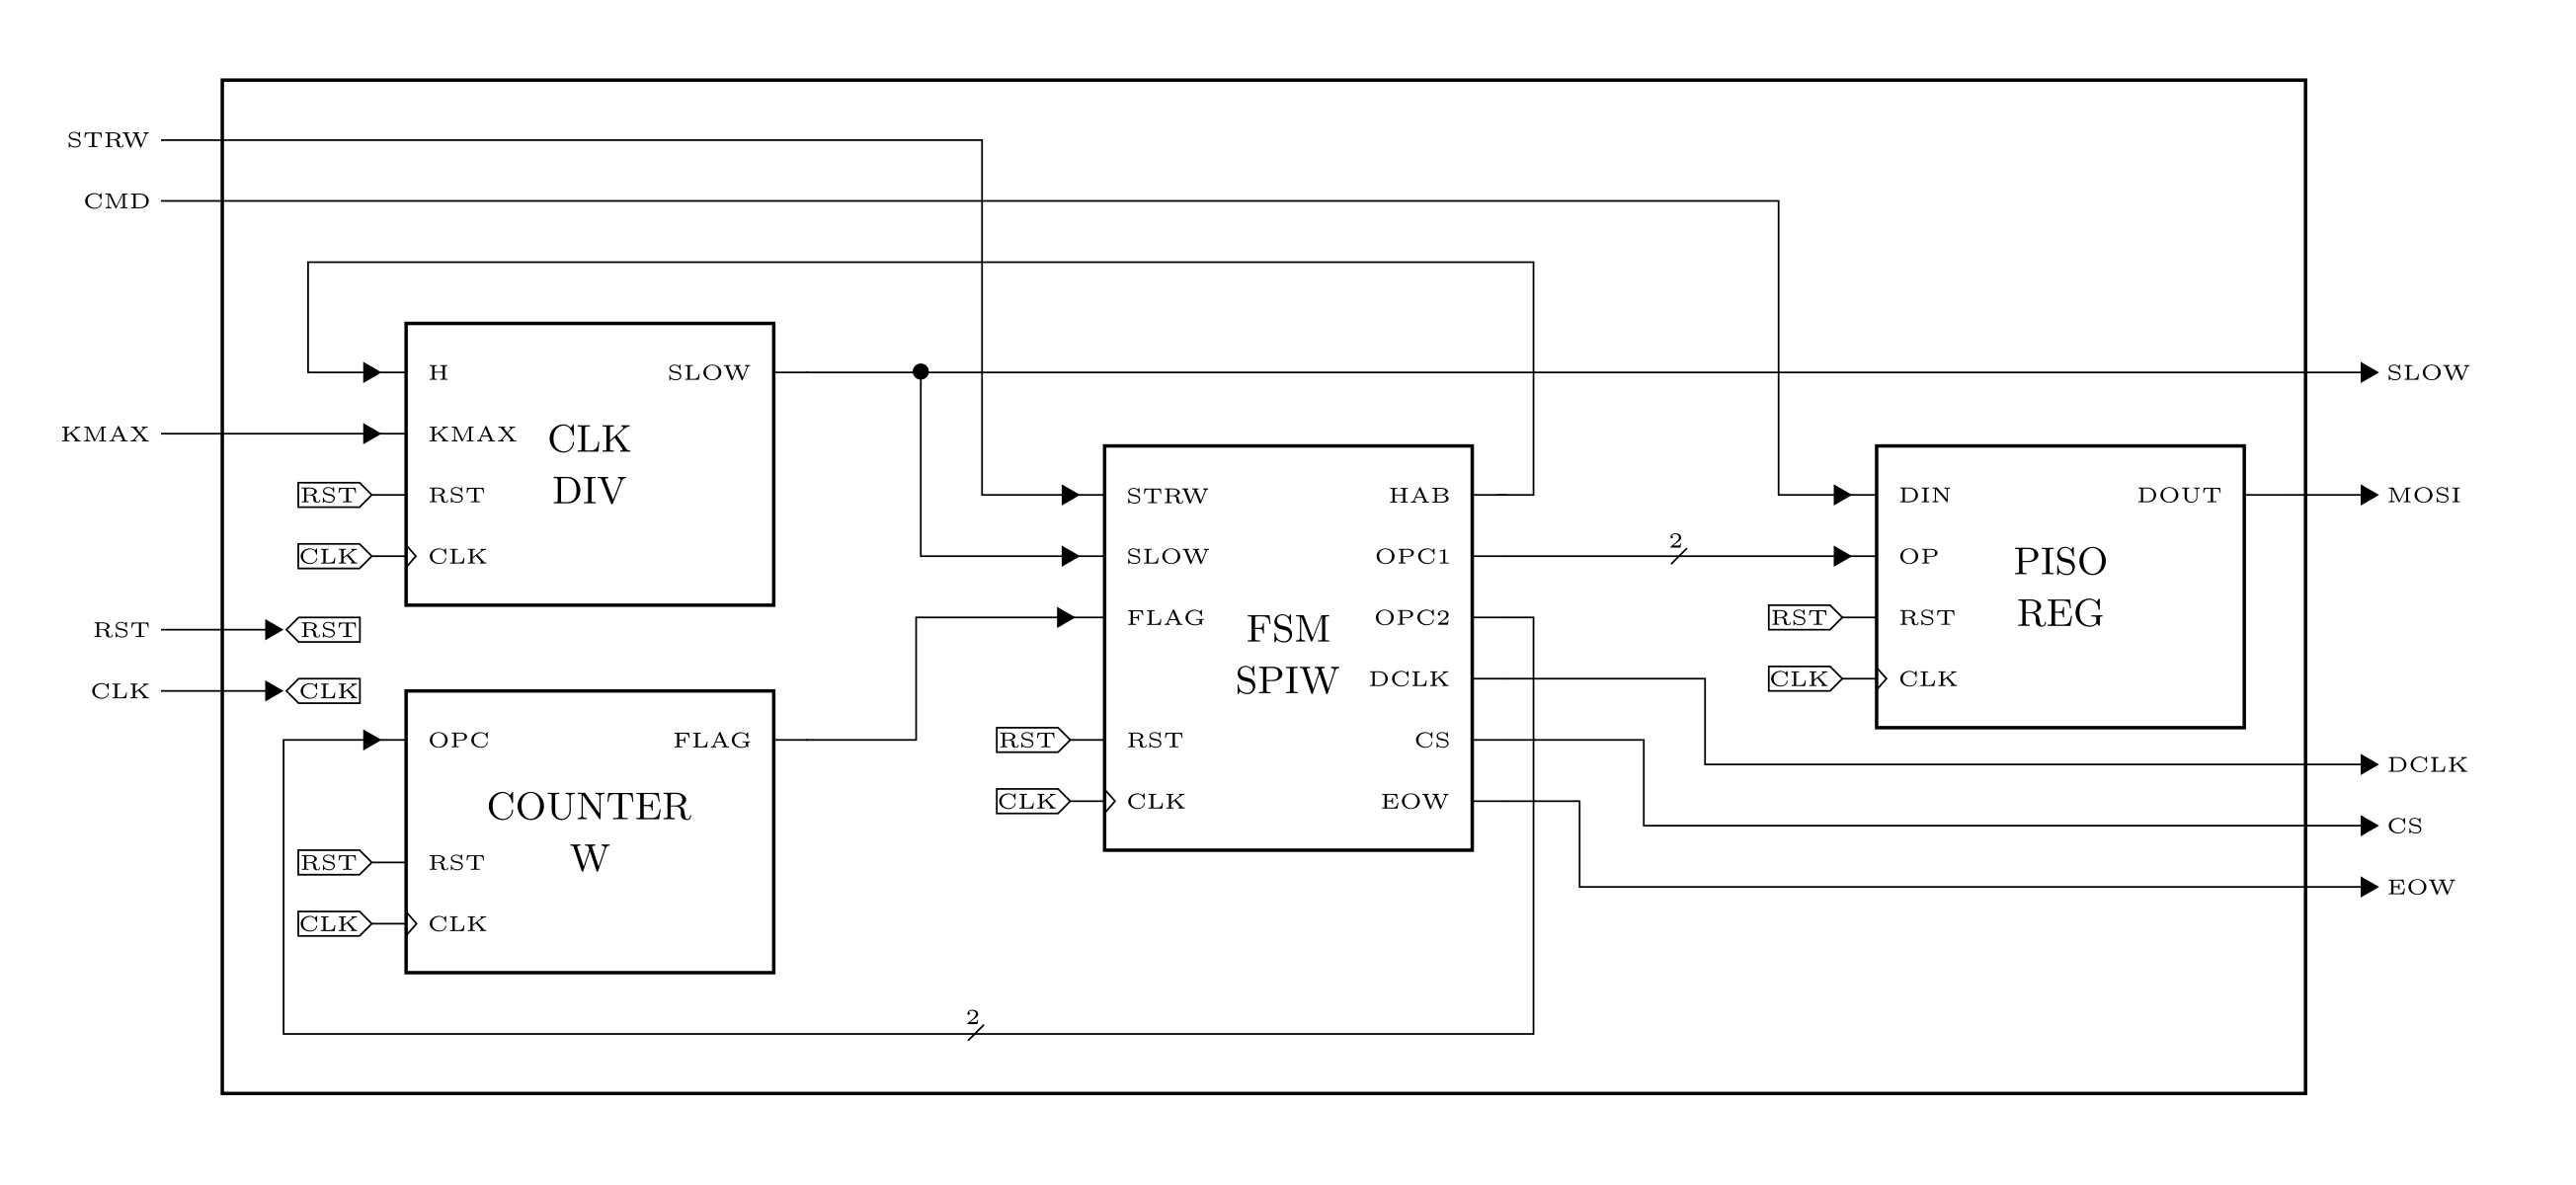 STRW
CMD
H
SLOW
SLOW
KMAX
KMAX
CLK
DIV
RST
RST
CLK
CLK
STRW
HAB
DIN
DOUT
MOSI
SLOW
OPC1
2
OP
PISO
REG
RST
RST
FLAG
OPC2
FSM
SPIW
RST
RST
CLK
CLK
DCLK
CLK
CLK
OPC
FLAG
RST
RST
CS
DCLK
COUNTER
W
CLK
CLK
EOW
CS
RST
RST
EOW
CLK
CLK
2